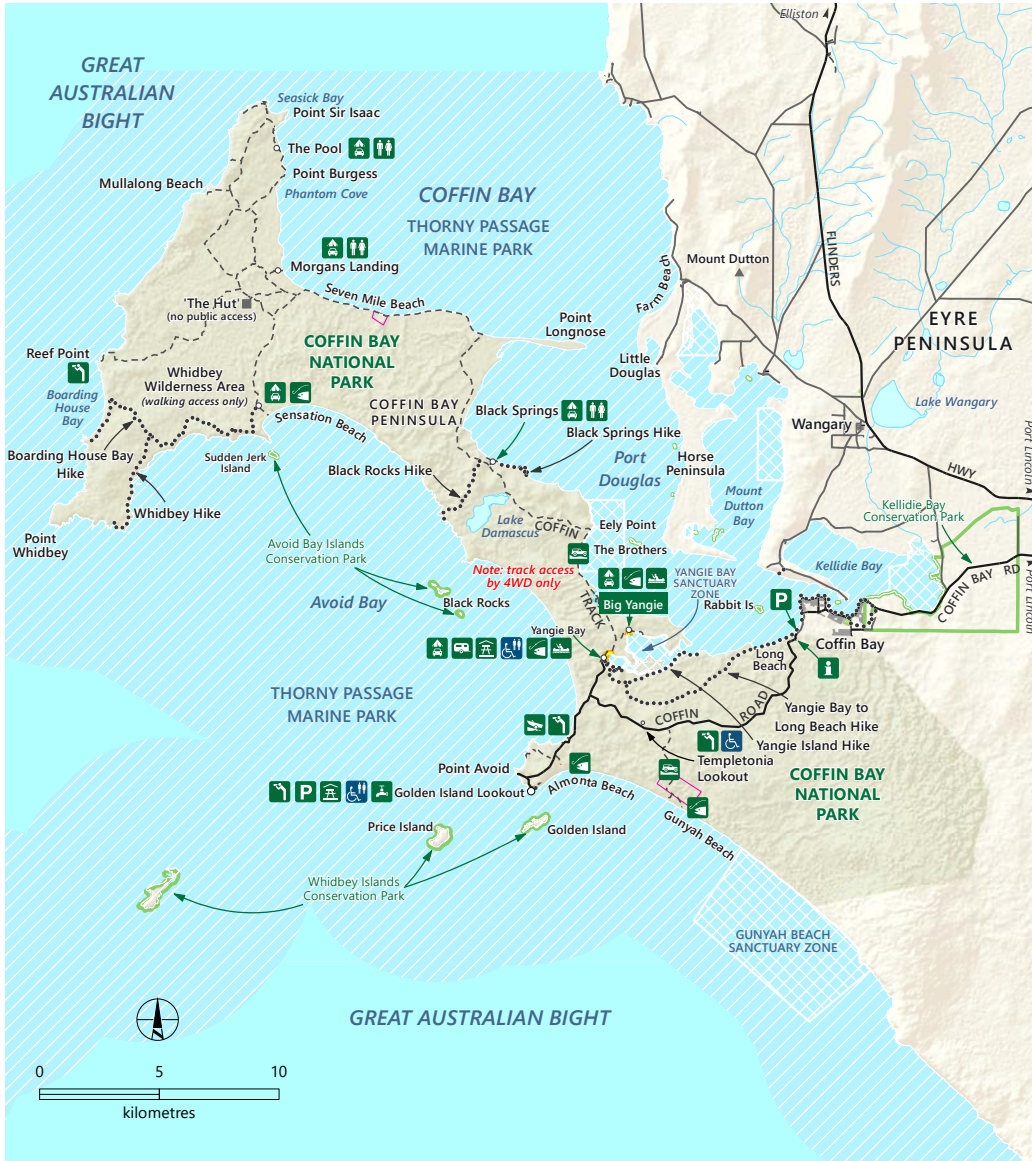 Elliston
GREAT
AUSTRALIAN
BIGHT
Seasick Bay
Point Sir Isaac
The Pool
Point Burgess
Mullalong Beach
Phantom Cove
COFFIN BAY
THORNY PASSAGE
MARINE PARK
FLINDERS
Mount Dutton
Morgans Landing
Farm Beach
Seven Mile Beach
'The Hut'
(no public access)
Point
Longnose
EYRE
PENINSULA
COFFIN BAY
NATIONAL
PARK
Reef Point
Little
Douglas
Whidbey
Wilderness Area
(walking access only)
Boarding
House
Bay
Lake Wangary
COFFIN BAY
PENINSULA
Sensation Beach
Black Springs
Wangary
Black Springs Hike
Port Lincoln
Boarding House Bay
Hike
Sudden Jerk
Island
Black Rocks Hike
Port
Douglas
Horse
Peninsula
HWY
Mount
Dutton
Bay
Whidbey Hike
Kellidie Bay
Conservation Park
Lake
Damascus
COFFIN
Eely Point
Point
Whidbey
Avoid Bay Islands
Conservation Park
The Brothers
Note: track access
by 4WD only
YANGIE BAY
SANCTUARY
ZONE
Kellidie Bay
COFFIN BAY RD
Port Lincoln
Avoid Bay
Black Rocks
TRACK
Big Yangie
Rabbit Is
P
Yangie Bay
Coffin Bay
Long
Beach
i
THORNY PASSAGE
MARINE PARK
COFFIN
ROAD
Yangie Bay to
Long Beach Hike
Yangie Island Hike
Templetonia
Lookout
Point Avoid
COFFIN BAY
NATIONAL
PARK
P
Golden Island Lookout
Almonta Beach
Price Island
Golden Island
Gunyah Beach
Whidbey Islands
Conservation Park
GUNYAH BEACH
SANCTUARY ZONE
N
GREAT AUSTRALIAN BIGHT
0 5 10
kilometres